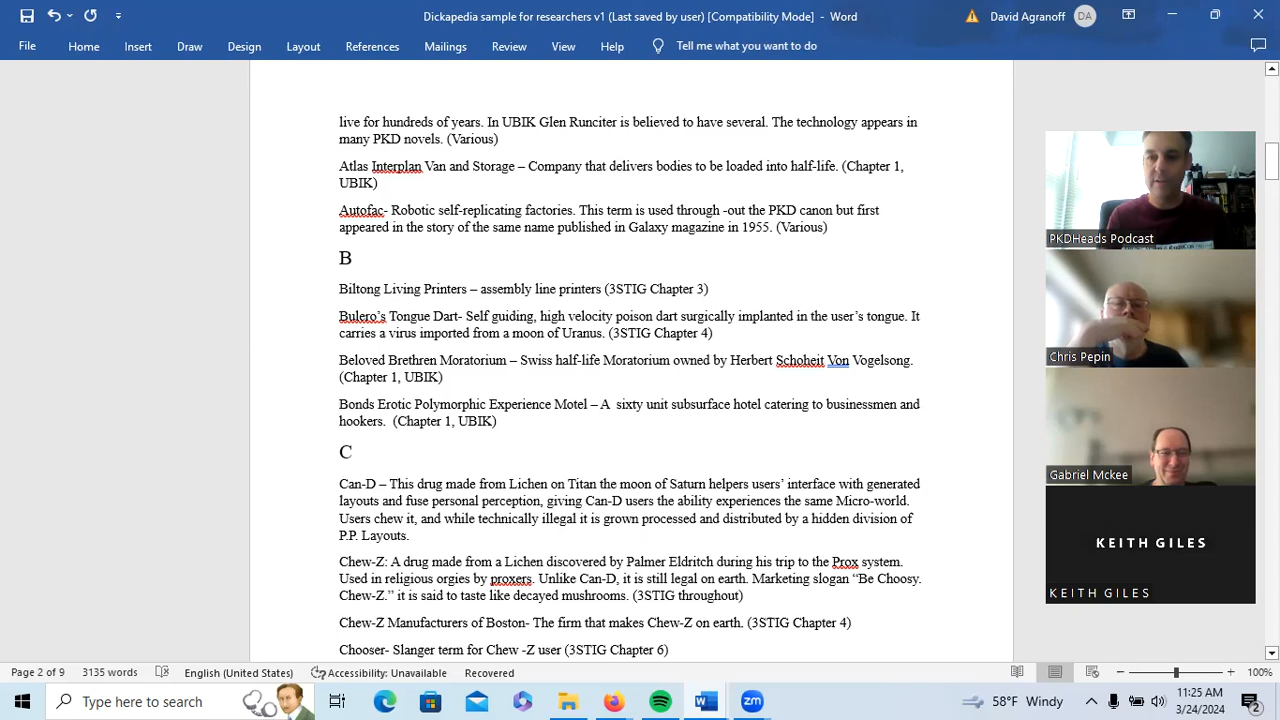 Dickapedia sample for researchers v1 (Last saved by user) [Compatibility Mode] - Word
David Agranoff
DA
File Home Insert Draw Design Layout References Mailings Review View Help Tell me what you want to do
live for hundreds of years. In UBIK Glen Runciter is believed to have several. The technology appears in
many PKD novels. (Various)
Atlas Interplan Van and Storage – Company that delivers bodies to be loaded into half-life. (Chapter 1,
UBIK)
Autofac- Robotic self-replicating factories. This term is used through -out the PKD canon but first
appeared in the story of the same name published in Galaxy magazine in 1955. (Various)
B
Biltong Living Printers – assembly line printers (3STIG Chapter 3)
Bulero’s Tongue Dart- Self guiding, high velocity poison dart surgically implanted in the user’s tongue. It
carries a virus imported from a moon of Uranus. (3STIG Chapter 4)
Beloved Brethren Moratorium – Swiss half-life Moratorium owned by Herbert Schoheit Von Vogelsong.
(Chapter 1, UBIK)
Bonds Erotic Polymorphic Experience Motel – A  sixty unit subsurface hotel catering to businessmen and
hookers.  (Chapter 1, UBIK)
C
Can-D – This drug made from Lichen on Titan the moon of Saturn helpers users’ interface with generated
layouts and fuse personal perception, giving Can-D users the ability experiences the same Micro-world.
Users chew it, and while technically illegal it is grown processed and distributed by a hidden division of
P.P. Layouts.
Chew-Z: A drug made from a Lichen discovered by Palmer Eldritch during his trip to the Prox system.
Used in religious orgies by proxers. Unlike Can-D, it is still legal on earth. Marketing slogan “Be Choosy.
Chew-Z.” it is said to taste like decayed mushrooms. (3STIG throughout)
Chew-Z Manufacturers of Boston- The firm that makes Chew-Z on earth. (3STIG Chapter 4)
Chooser- Slanger term for Chew -Z user (3STIG Chapter 6)
PKDHeads Podcast
Chris Pepin
Gabriel Mckee
KEITH GILES
KEITH GILES
Page 2 of 9 3135 words English (United States) Accessibility: Unavailable Recovered 100%
Type here to search
58°F Windy
11:25 AM
3/24/2024
2